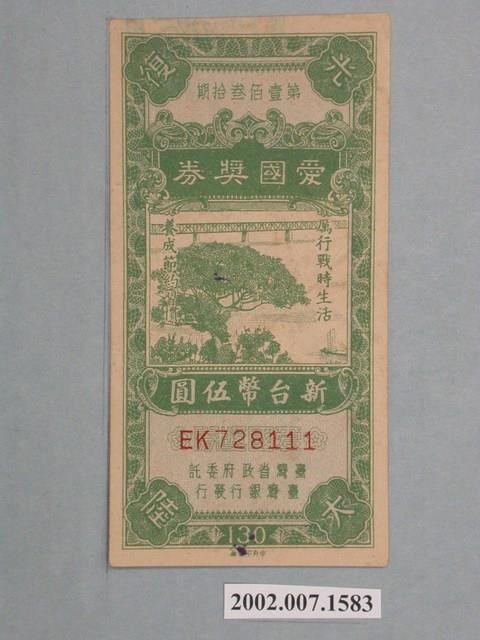 光復
第壹佰叁拾期
愛國獎券
厲行戰時生活
養成節約
新台幣伍圓
EK728111
臺灣省政府委託
臺灣銀行發行
大陸
130
2002.007.1583